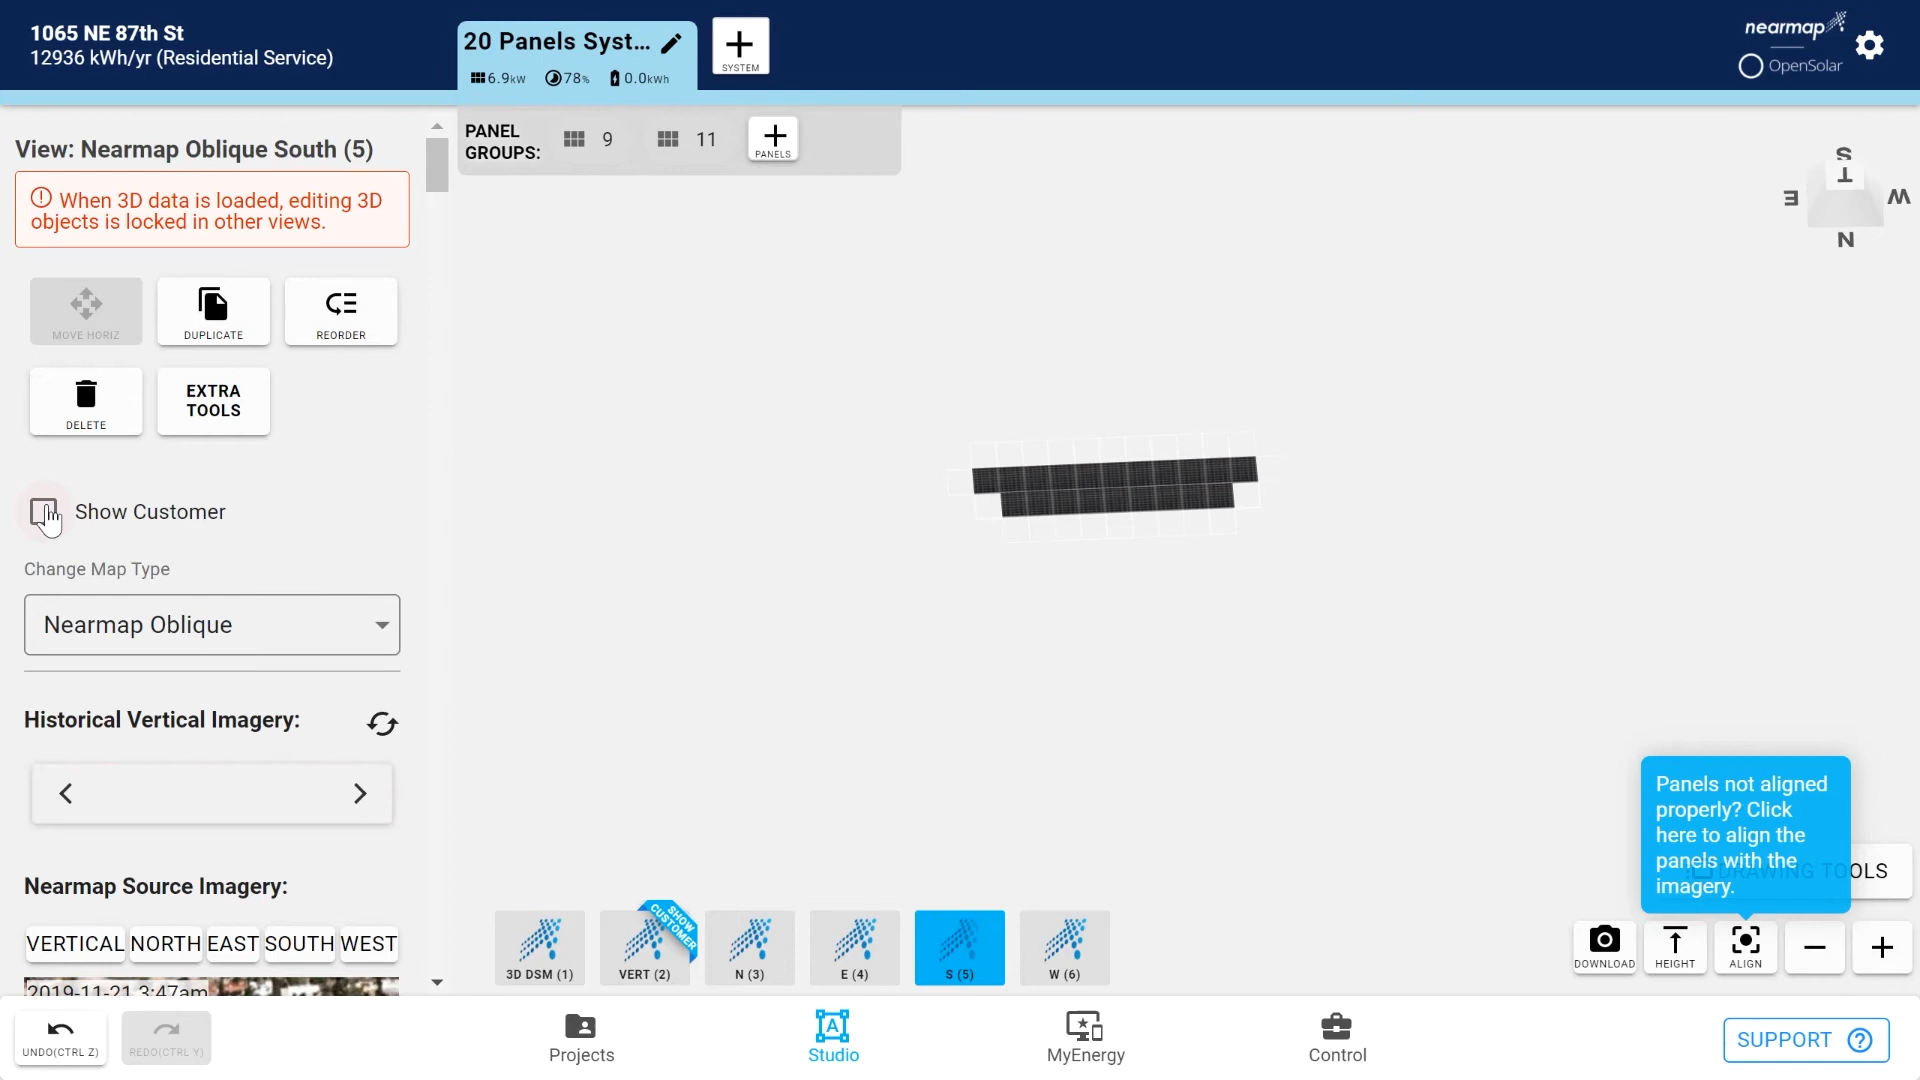 1065 NE 87th St
12936 kWh/yr (Residential Service)
20 Panels Syst...
6.9kW 78% 0.0kWh
SYSTEM
nearmap
OpenSolar
PANEL GROUPS:
9
11
PANELS
View: Nearmap Oblique South (5)
When 3D data is loaded, editing 3D
objects is locked in other views.
MOVE HORIZ
DUPLICATE
REORDER
DELETE
EXTRA
TOOLS
Show Customer
Change Map Type
Nearmap Oblique
Historical Vertical Imagery:
Nearmap Source Imagery:
VERTICAL NORTH EAST SOUTH WEST
2019-11-21 3:47am
S
T
E
W
N
Panels not aligned
properly? Click
here to align the
panels with the
imagery.
DRAWING TOOLS
3D DSM (1)
SHOW
CUSTOMER
VERT (2)
N (3)
E (4)
S (5)
W (6)
DOWNLOAD
HEIGHT
ALIGN
UNDO(CTRL Z)
REDO(CTRL Y)
Projects
Studio
MyEnergy
Control
SUPPORT